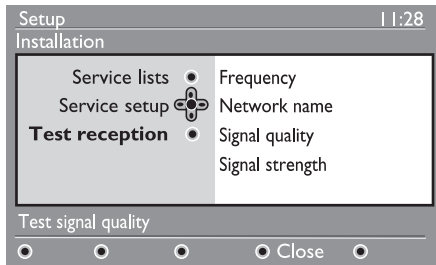 Setup 11:28
Installation
Service lists Frequency
Service setup Network name
Test reception Signal quality
Signal strength
Test signal quality
Close